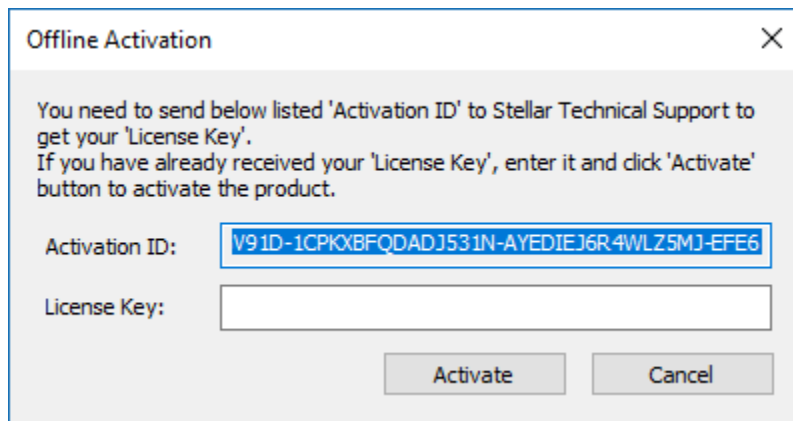 Offline Activation
You need to send below listed 'Activation ID' to Stellar Technical Support to
get your 'License Key'.
If you have already received your 'License Key', enter it and click 'Activate'
button to activate the product.
Activation ID: V91D-1CPKXBFQDADJ531N-AYEDIEJ6R4WLZ5MJ-EFE6
License Key:
Activate Cancel